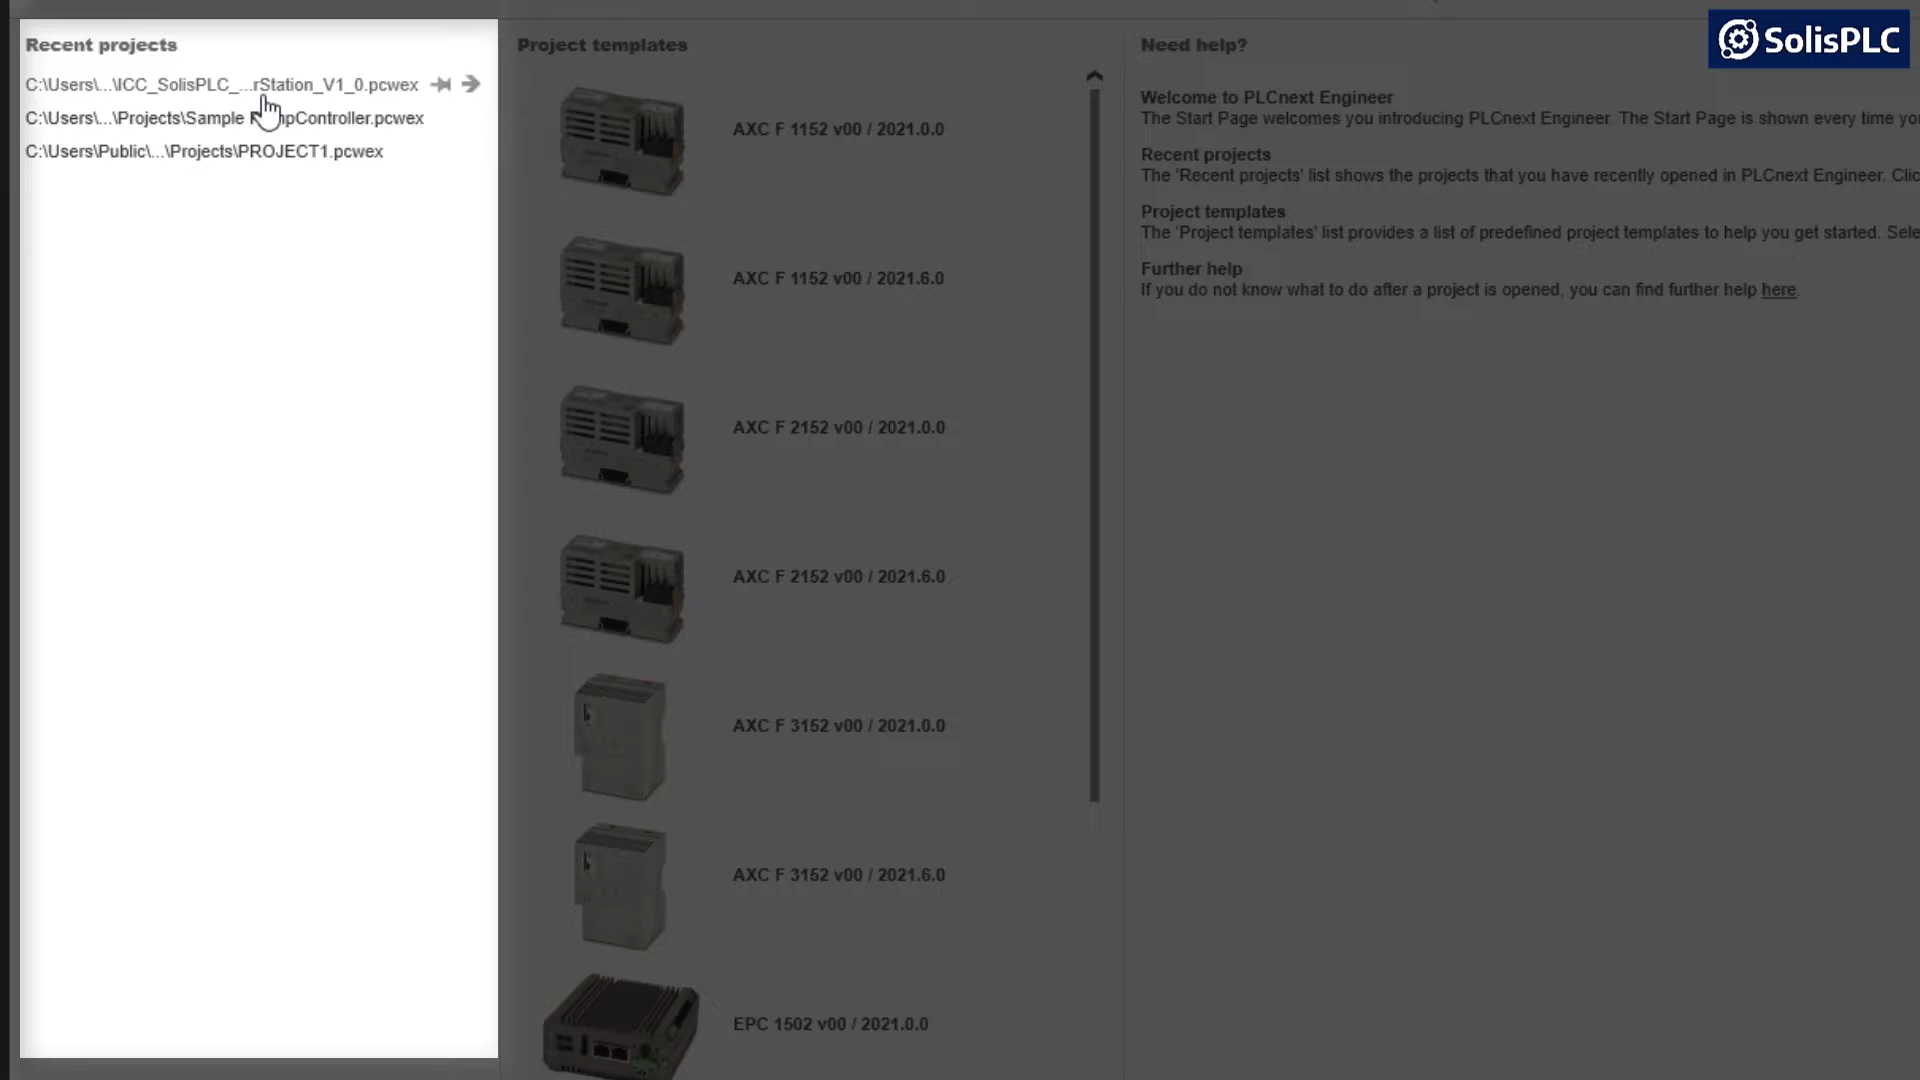 SolisPLC
Recent projects
C:\Users\...\ICC_SolisPLC_...rStation_V1_0.pcwex
C:\Users\...\Projects\Sample pController.pcwex
C:\Users\Public\...\Projects\PROJECT1.pcwex
Project templates
AXC F 1152 v00 / 2021.0.0
AXC F 1152 v00 / 2021.6.0
AXC F 2152 v00 / 2021.0.0
AXC F 2152 v00 / 2021.6.0
AXC F 3152 v00 / 2021.0.0
AXC F 3152 v00 / 2021.6.0
EPC 1502 v00 / 2021.0.0
Need help?
Welcome to PLCnext Engineer
The Start Page welcomes you introducing PLCnext Engineer. The Start Page is shown every time yo
Recent projects
The 'Recent projects' list shows the projects that you have recently opened in PLCnext Engineer. Clic
Project templates
The 'Project templates' list provides a list of predefined project templates to help you get started. Sele
Further help
If you do not know what to do after a project is opened, you can find further help here.